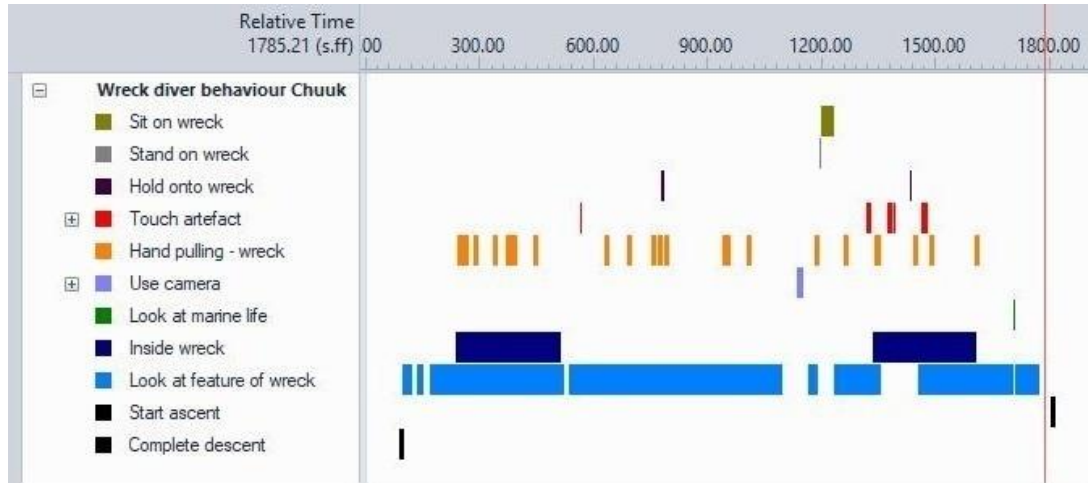 Relative Time
1785.21 (s.ff) .00 300.00 600.00 900.00 1200.00 1500.00 1800.00
Wreck diver behaviour Chuuk
Sit on wreck
Stand on wreck
Hold onto wreck
Touch artefact
Hand pulling - wreck
Use camera
Look at marine life
Inside wreck
Look at feature of wreck
Start ascent
Complete descent